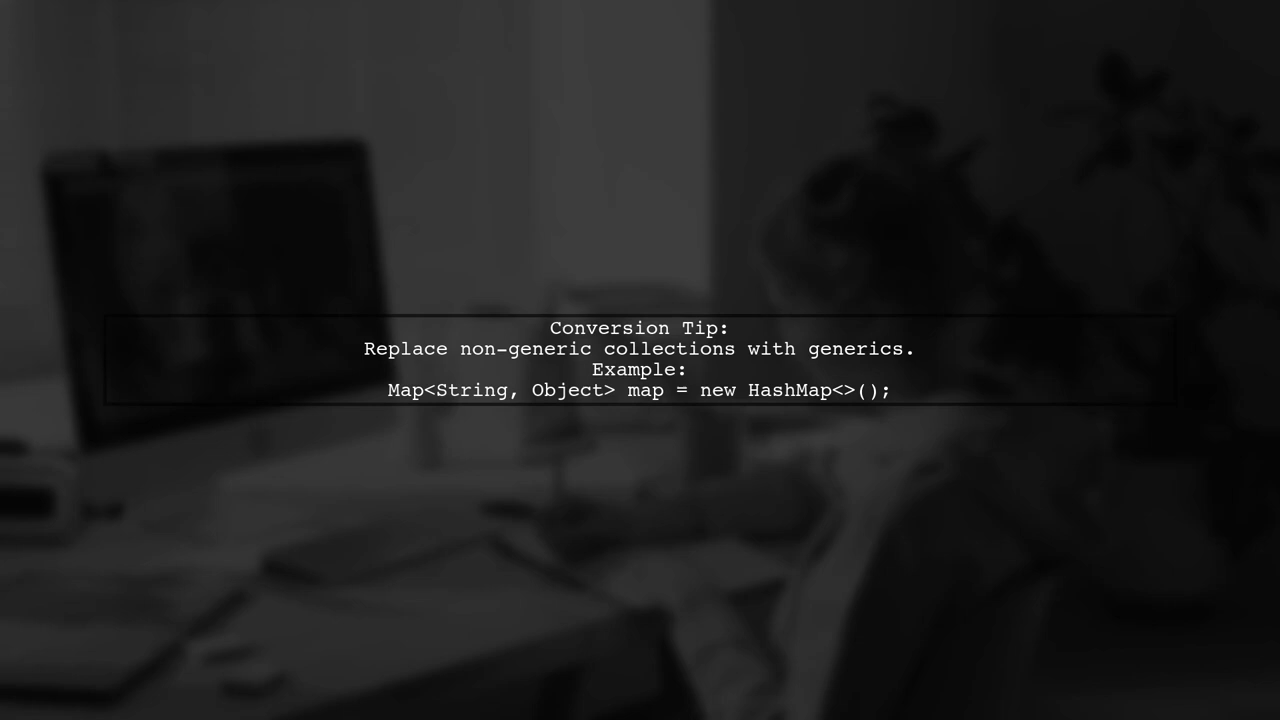 Conversion Tip:
Replace non-generic collections with generics.
Example:
Map<String, Object> map = new HashMap<>();